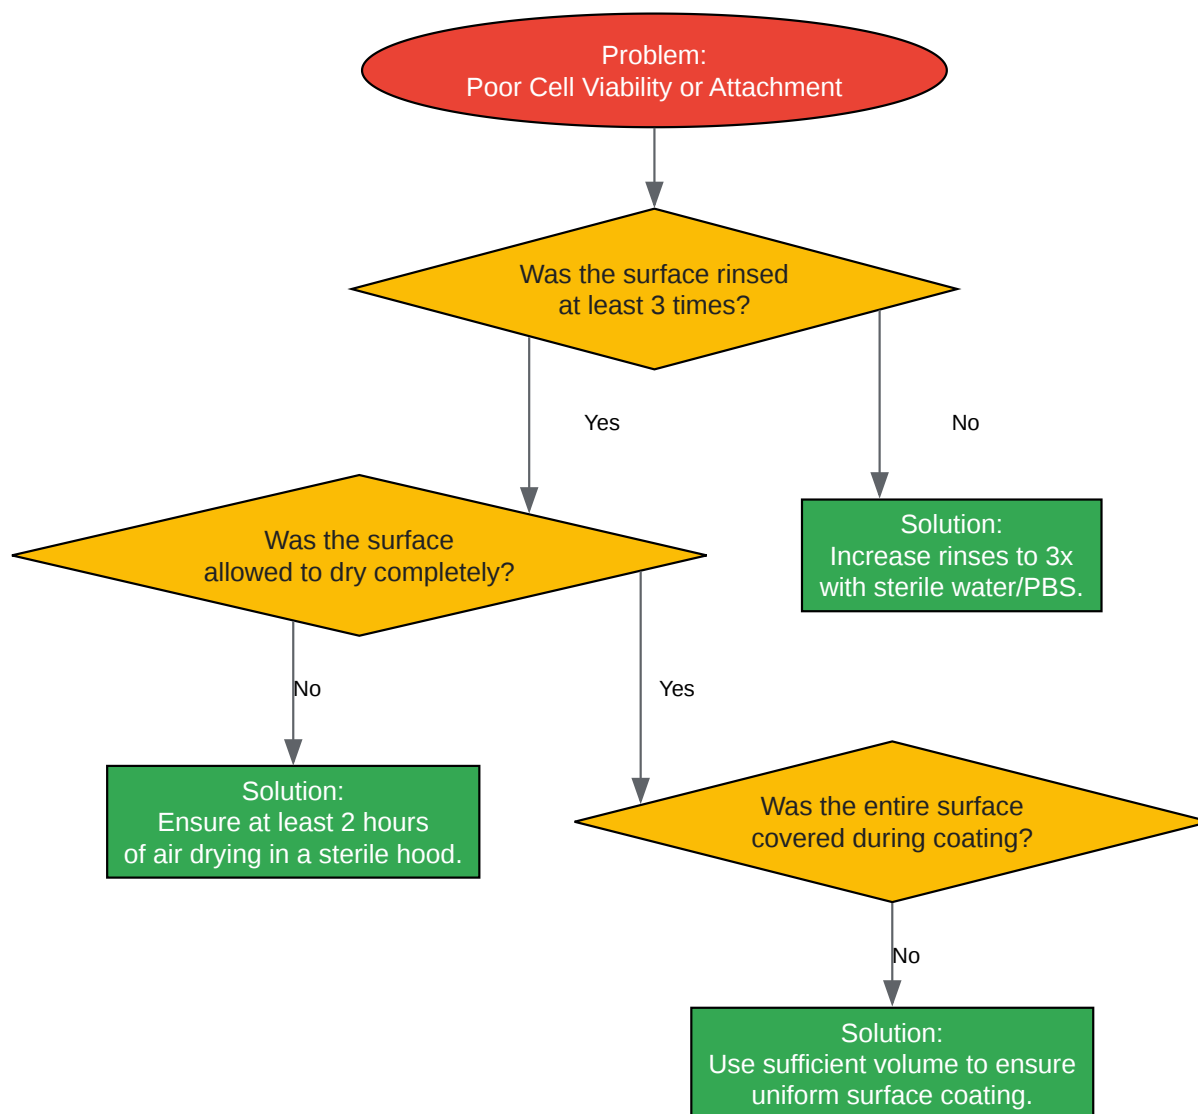 Problem:
Poor Cell Viability or Attachment
Was the surface rinsed
at least 3 times?
Yes
No
Was the surface
allowed to dry completely?
Solution:
Increase rinses to 3x
with sterile water/PBS.
No
Yes
Solution:
Ensure at least 2 hours
of air drying in a sterile hood.
Was the entire surface
covered during coating?
No
Solution:
Use sufficient volume to ensure
uniform surface coating.